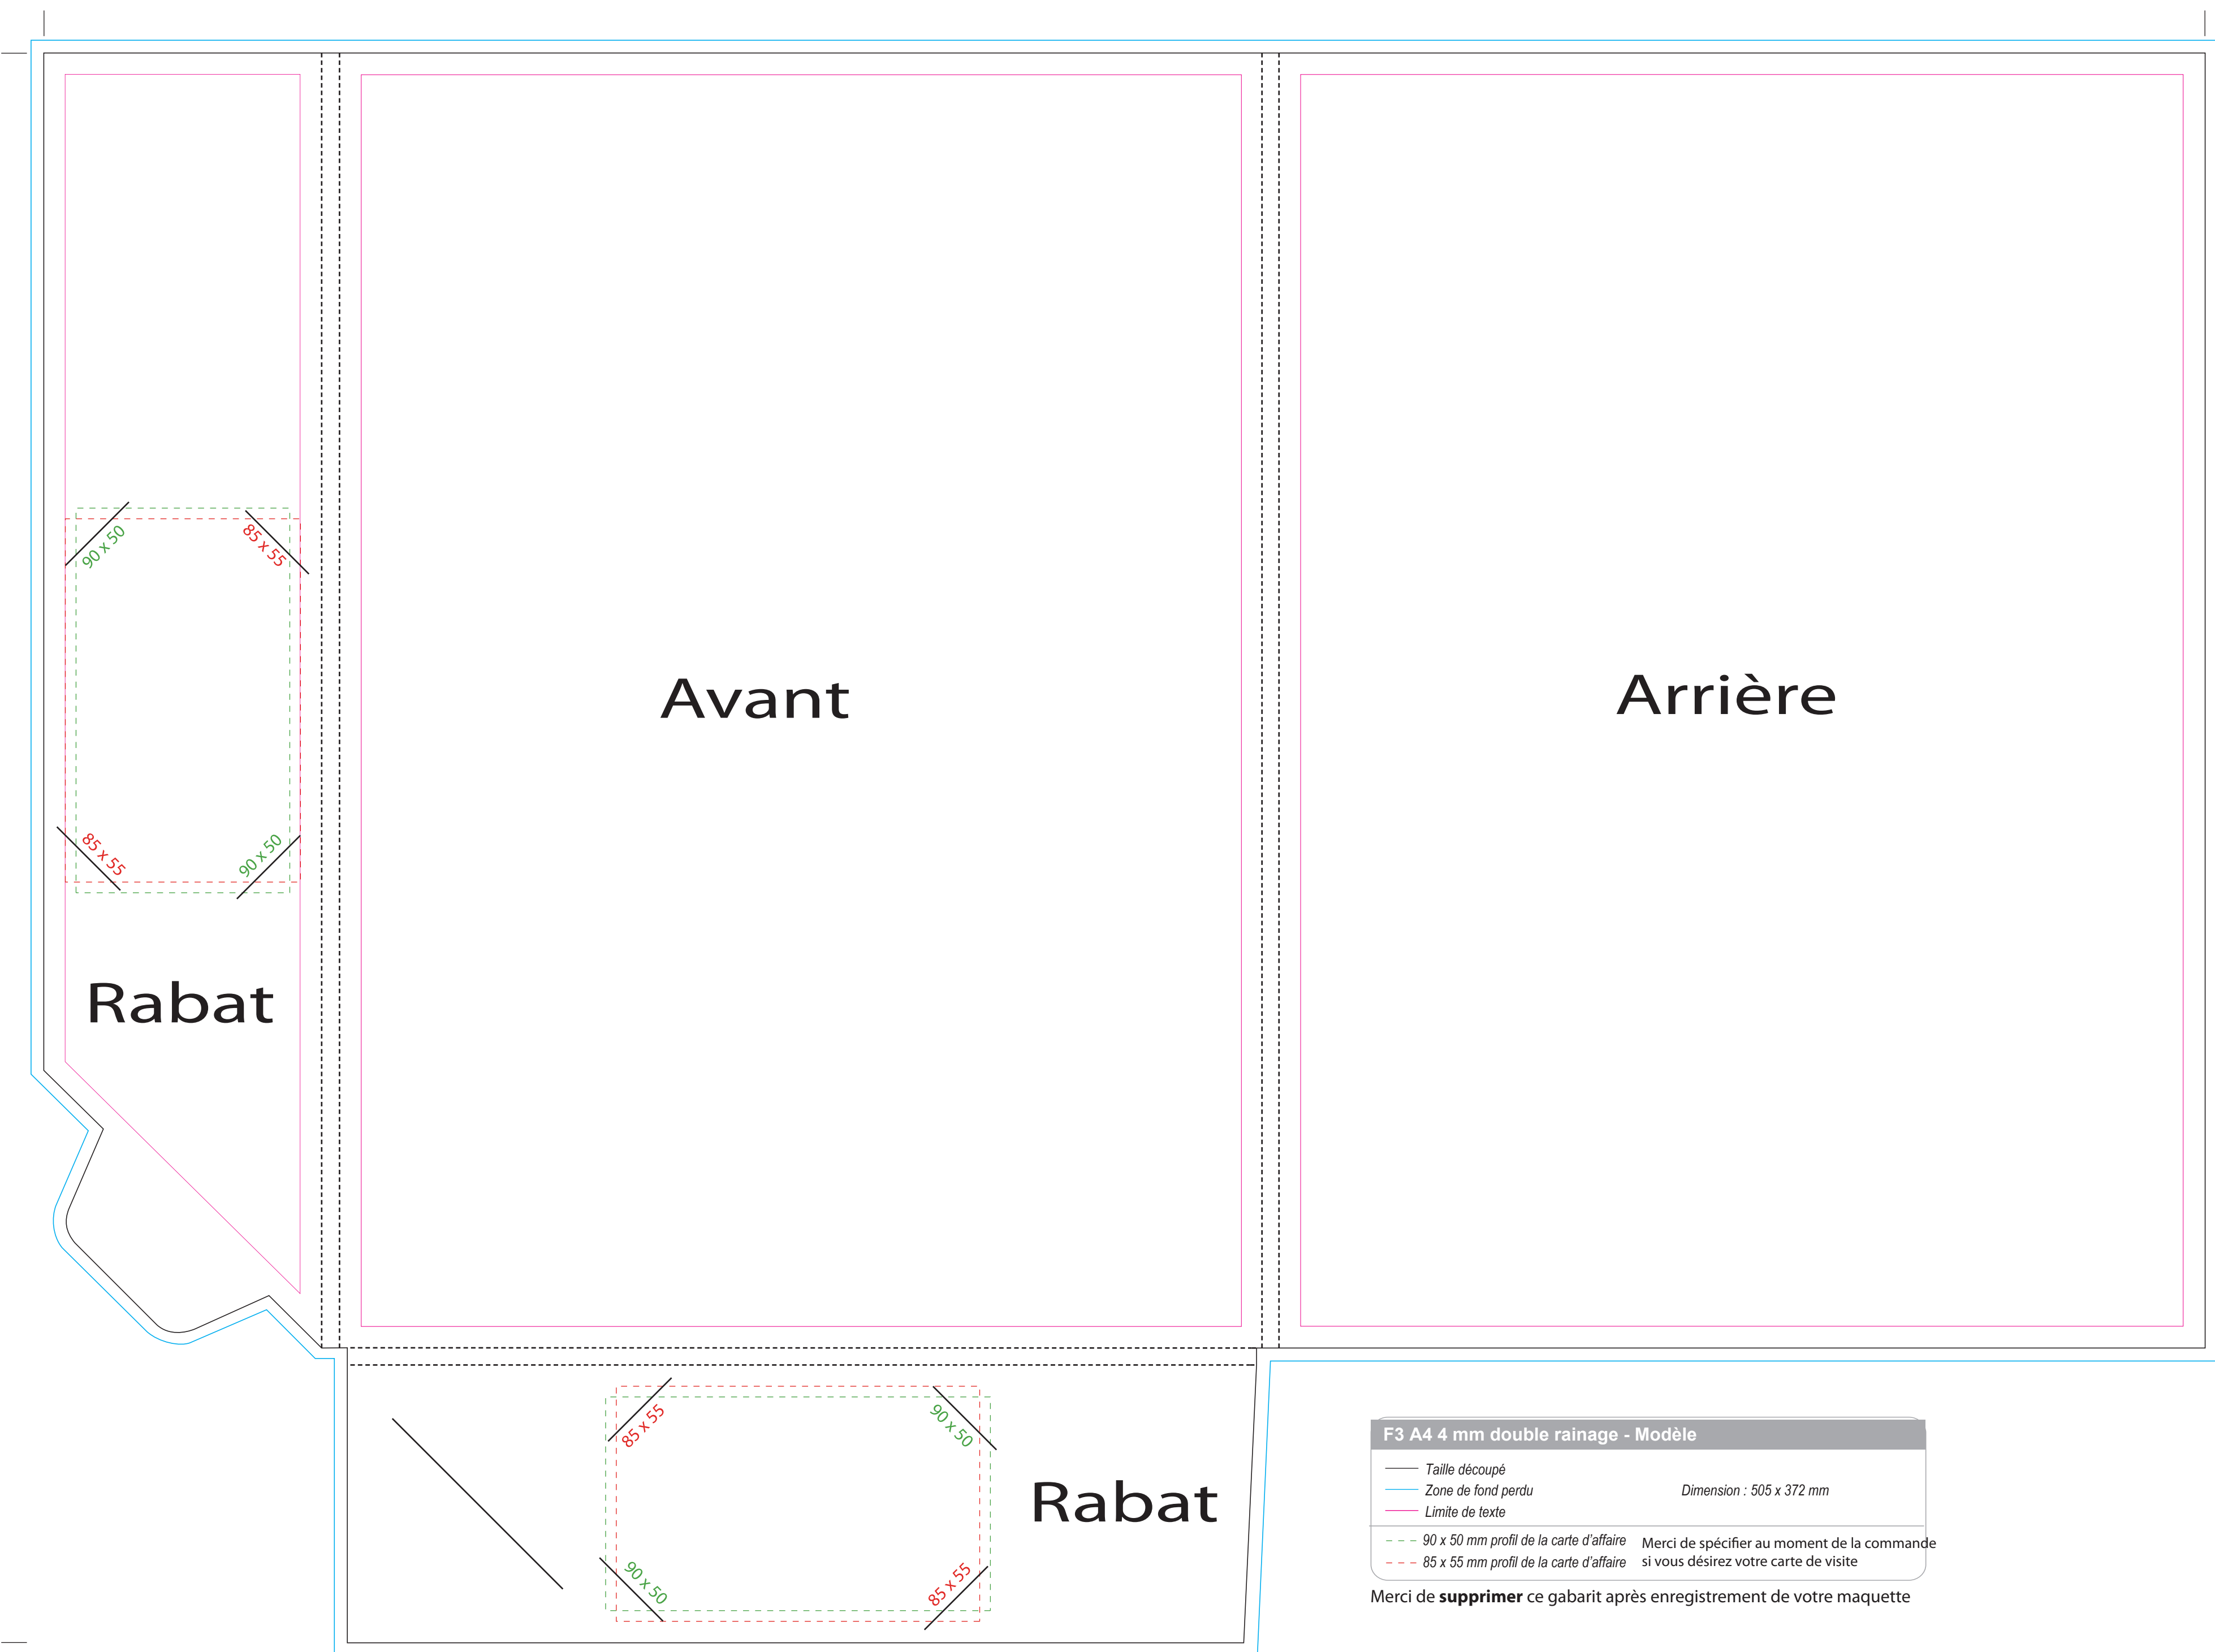 90 x 50
85 x 55
85 x 55
90 x 50
Avant
Arrière
Rabat
85 x 55
90 x 50
90 x 50
85 x 55
Rabat
F3 A4 4 mm double rainage - Modèle
Taille découpé
Zone de fond perdu
Dimension : 505 x 372 mm
Limite de texte
90 x 50 mm profil de la carte d'affaire
85 x 55 mm profil de la carte d'affaire
Merci de spécifier au moment de la commande
si vous désirez votre carte de visite
Merci de supprimer ce gabarit après enregistrement de votre maquette